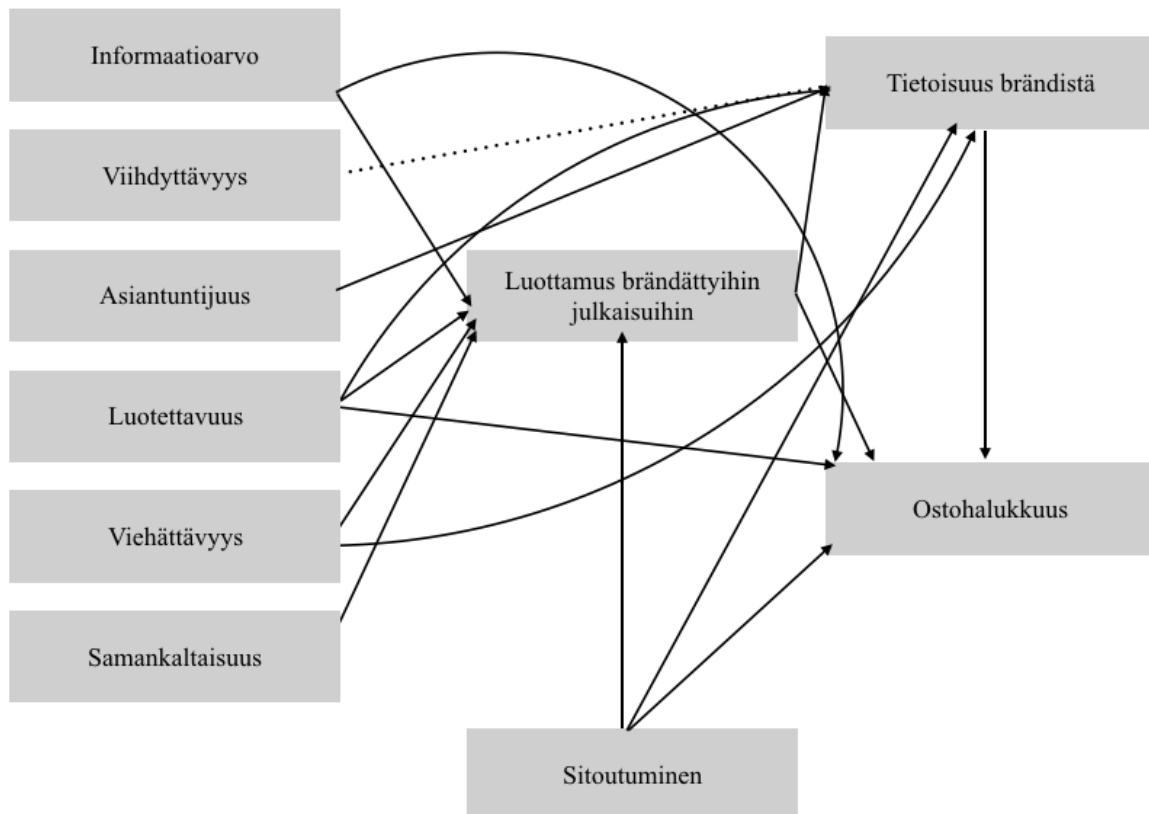 Informaatioarvo
Viihdyttävyys
Asiantuntijuus
Luotettavuus
Viehättävyys
Samankaltaisuus
Luottamus brändättyihin
julkaisuihin
Sitoutuminen
Tietoisuus brändistä
Ostohalukkuus